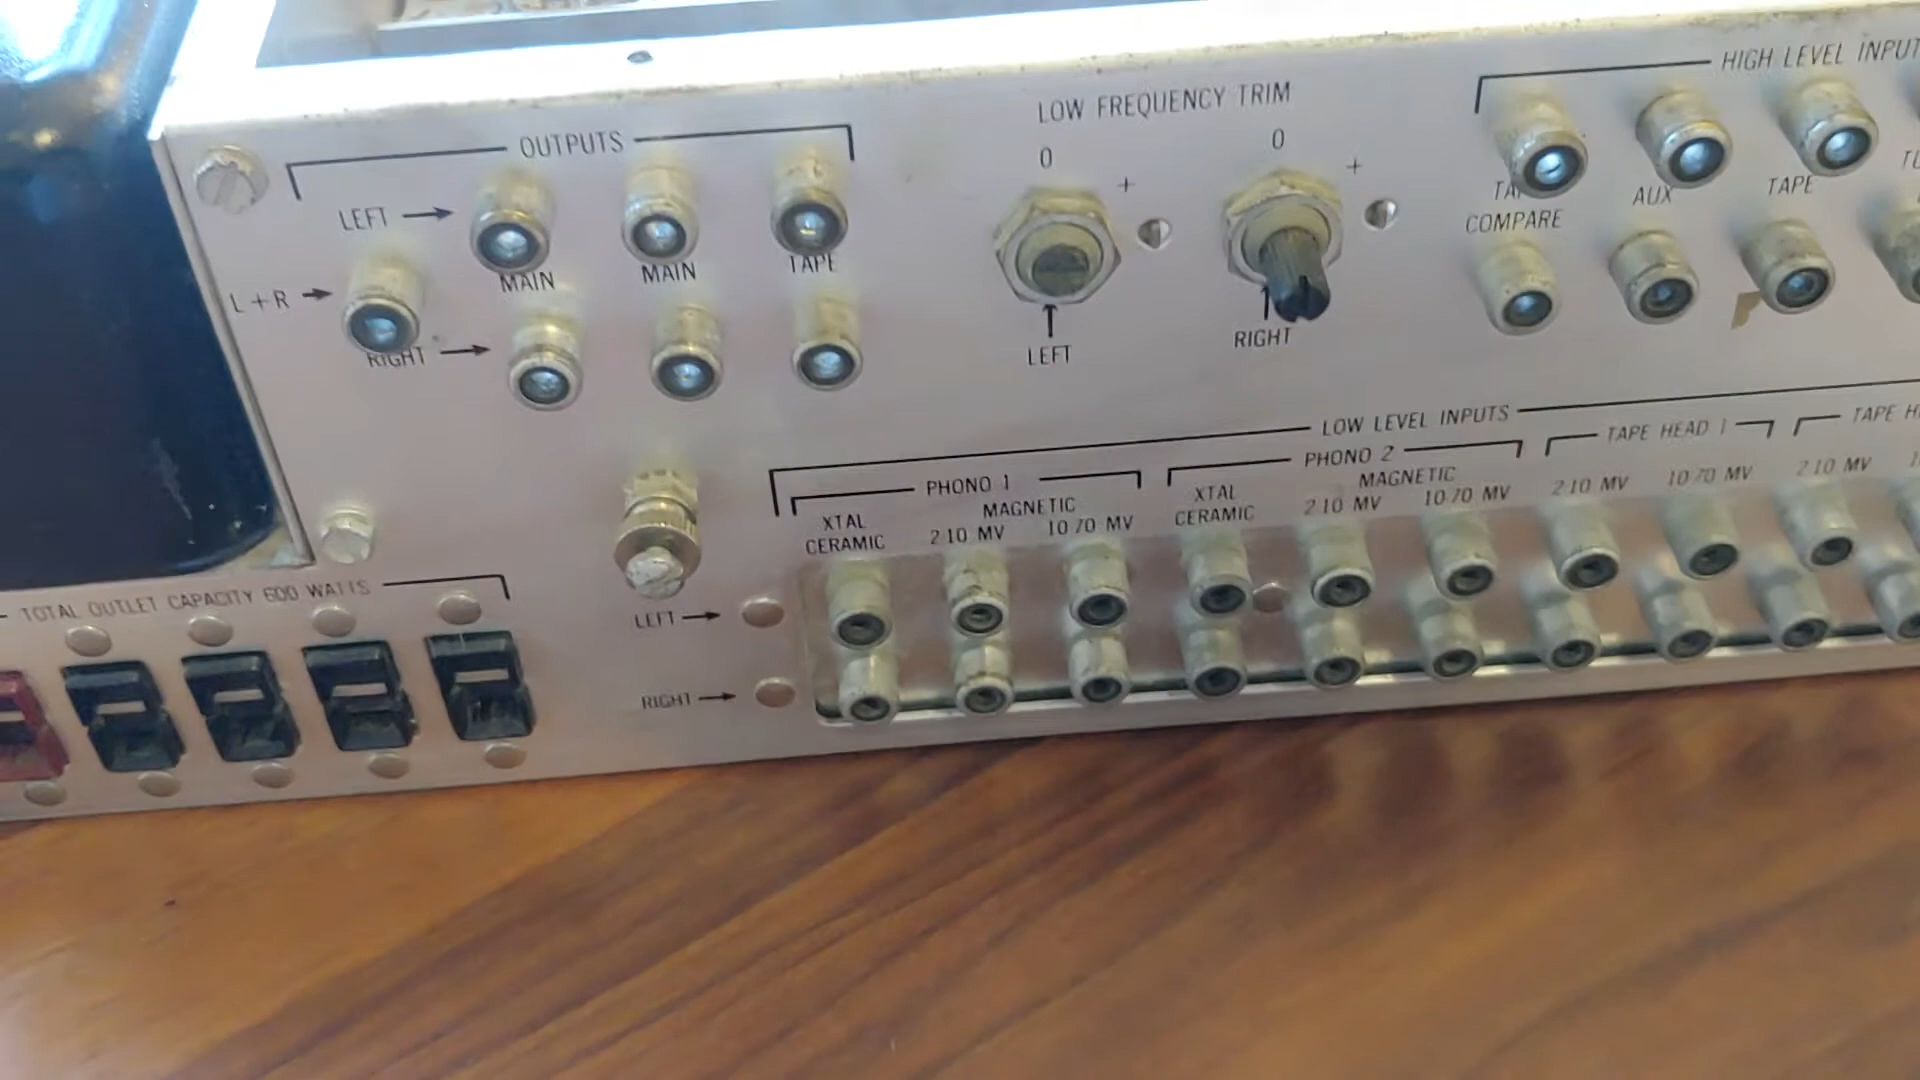 OUTPUTS
LEFT
MAIN
MAIN
TAPE
L+R
RIGHT
LOW FREQUENCY TRIM
0
+
LEFT
0
+
RIGHT
HIGH LEVEL
COMPARE
AUX
TAPE
LOW LEVEL INPUTS
PHONO 1
XTAL
CERAMIC
MAGNETIC
2-10 MV
10-70 MV
PHONO 2
XTAL
CERAMIC
MAGNETIC
2-10 MV
10-70 MV
TAPE HEAD 1
2-10 MV
10-70 MV
TAPE
2-10 MV
LEFT
RIGHT
TOTAL OUTLET CAPACITY 600 WATTS